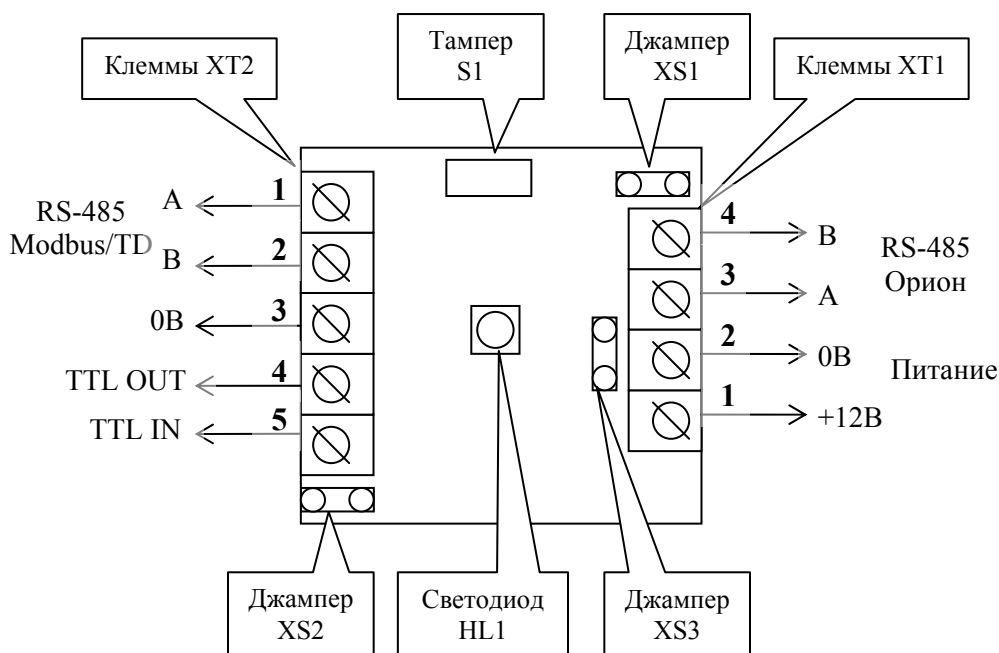 Клеммы XT2
Тампер
S1
Джампер
XS1
Клеммы XT1
RS-485
Modbus/TD
A
1
B
2
0В
3
TTL OUT
4
TTL IN
5
4
B
3
A
2
0В
1
+12В
RS-485
Орион
Питание
Джампер
XS2
Светодиод
HL1
Джампер
XS3